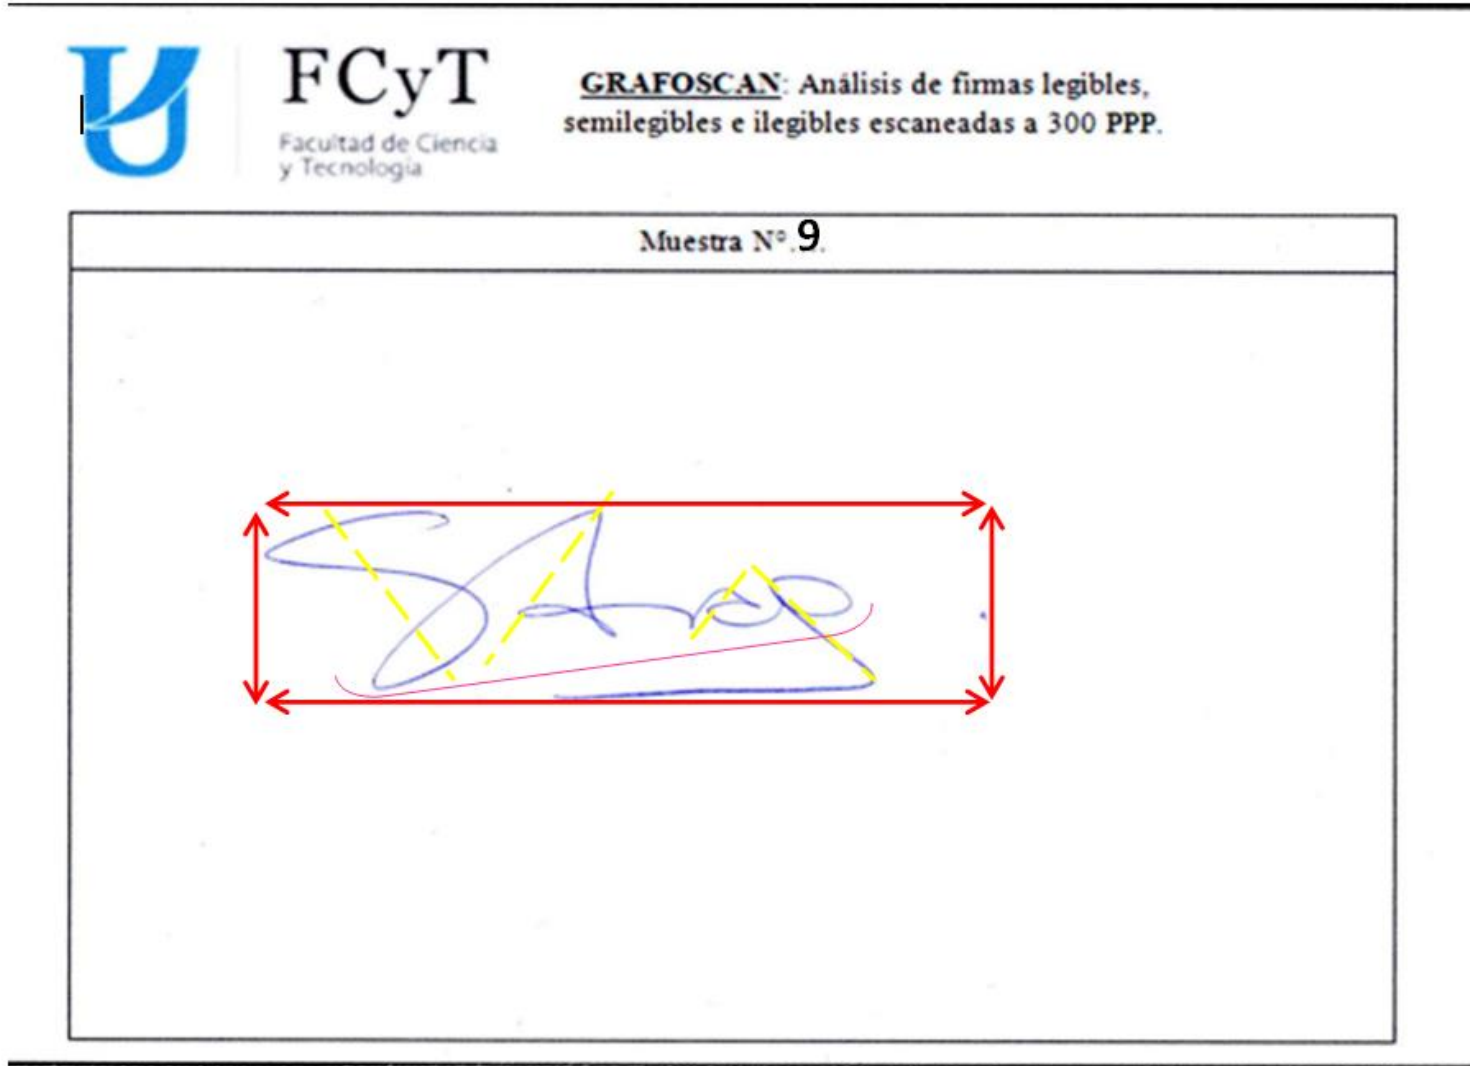 FCyT
Facultad de Ciencia
y Tecnología
GRAFOSCAN: Análisis de firmas legibles,
semilegibles e ilegibles escaneadas a 300 PPP.
Muestra N°.9.